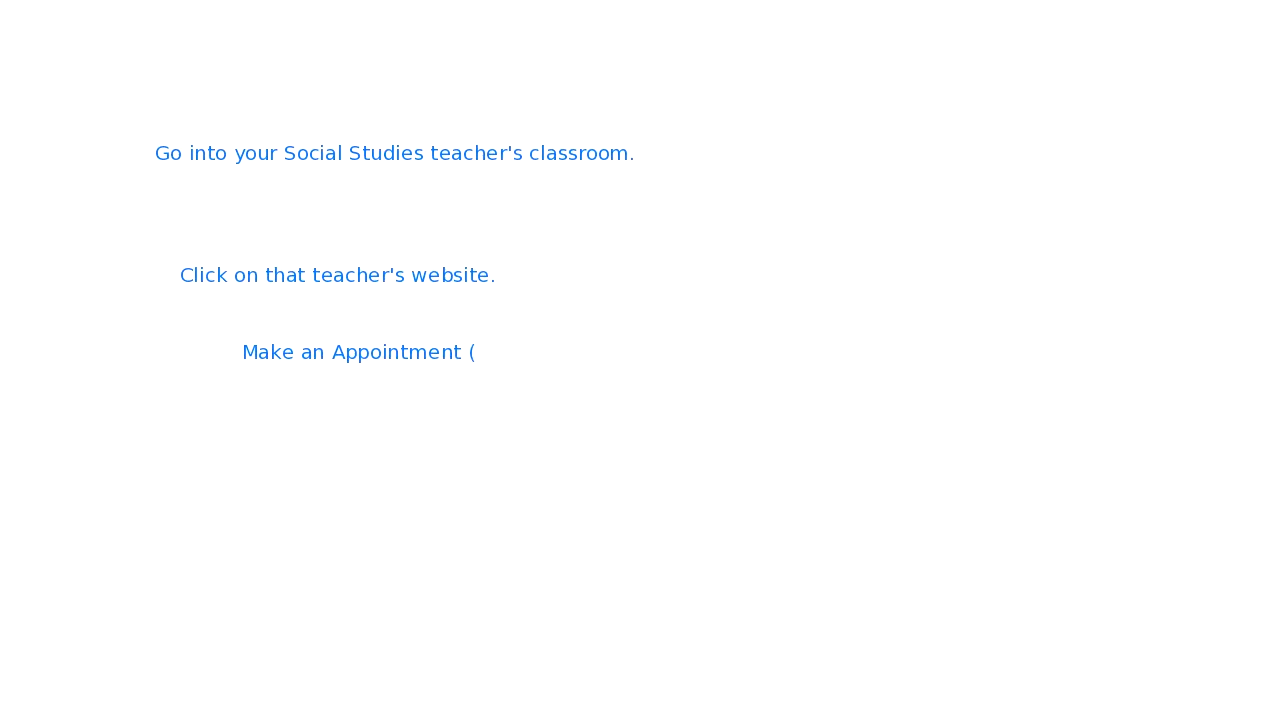 Go into your Social Studies teacher's classroom.
Click on that teacher's website.
Make an Appointment (